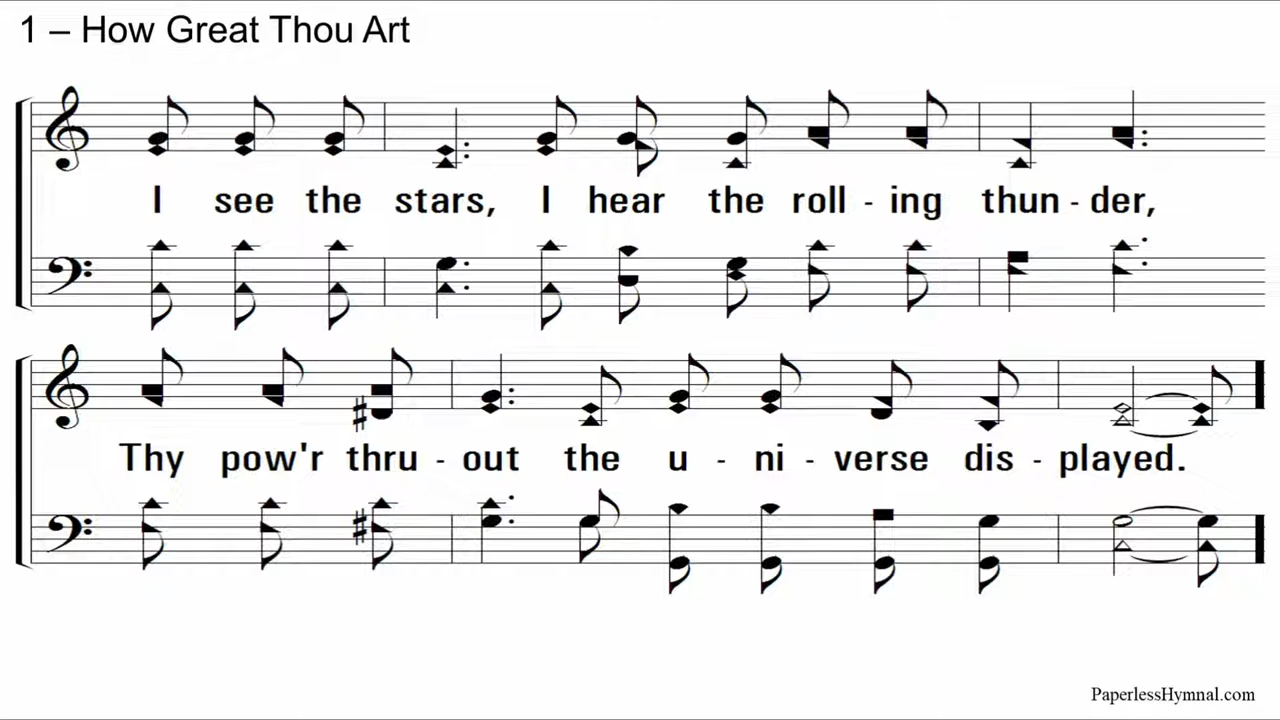 1 – How Great Thou Art
I see the stars, I hear the roll - ing thun - der,
Thy pow'r thru - out the u - ni - verse dis - played.
PaperlessHymnal.com